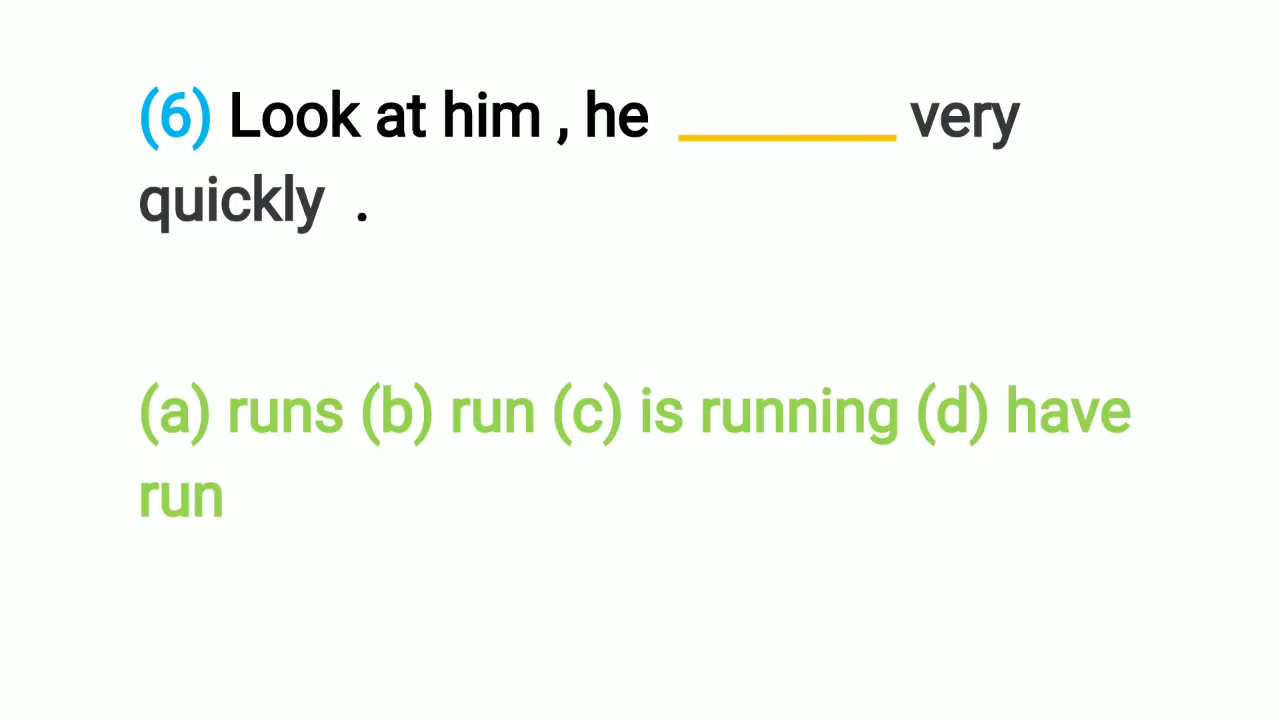 (6) Look at him , he ________ very
quickly .
(a) runs (b) run (c) is running (d) have
run